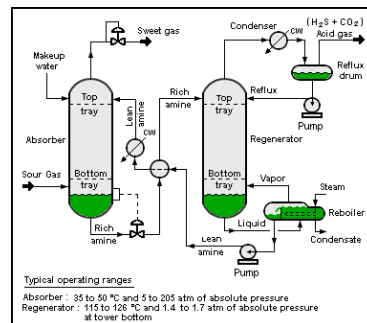 Sweet gas
(H2S + CO2)
Acid gas
Condenser
CW
Reflux
drum
Makeup
water
Rich
amine
Top
tray
Lean
amine
Top
tray
Reflux
Pump
Absorber
CW
Regenerator
Sour Gas
Bottom
tray
Bottom
tray
Vapor
Steam
Reboiler
Liquid
Condensate
Rich
amine
Lean
amine
Pump
Typical operating ranges
Absorber : 35 to 50 °C and 5 to 205 atm of absolute pressure
Regenerator : 115 to 126 °C and 1.4 to 1.7 atm of absolute pressure
at tower bottom